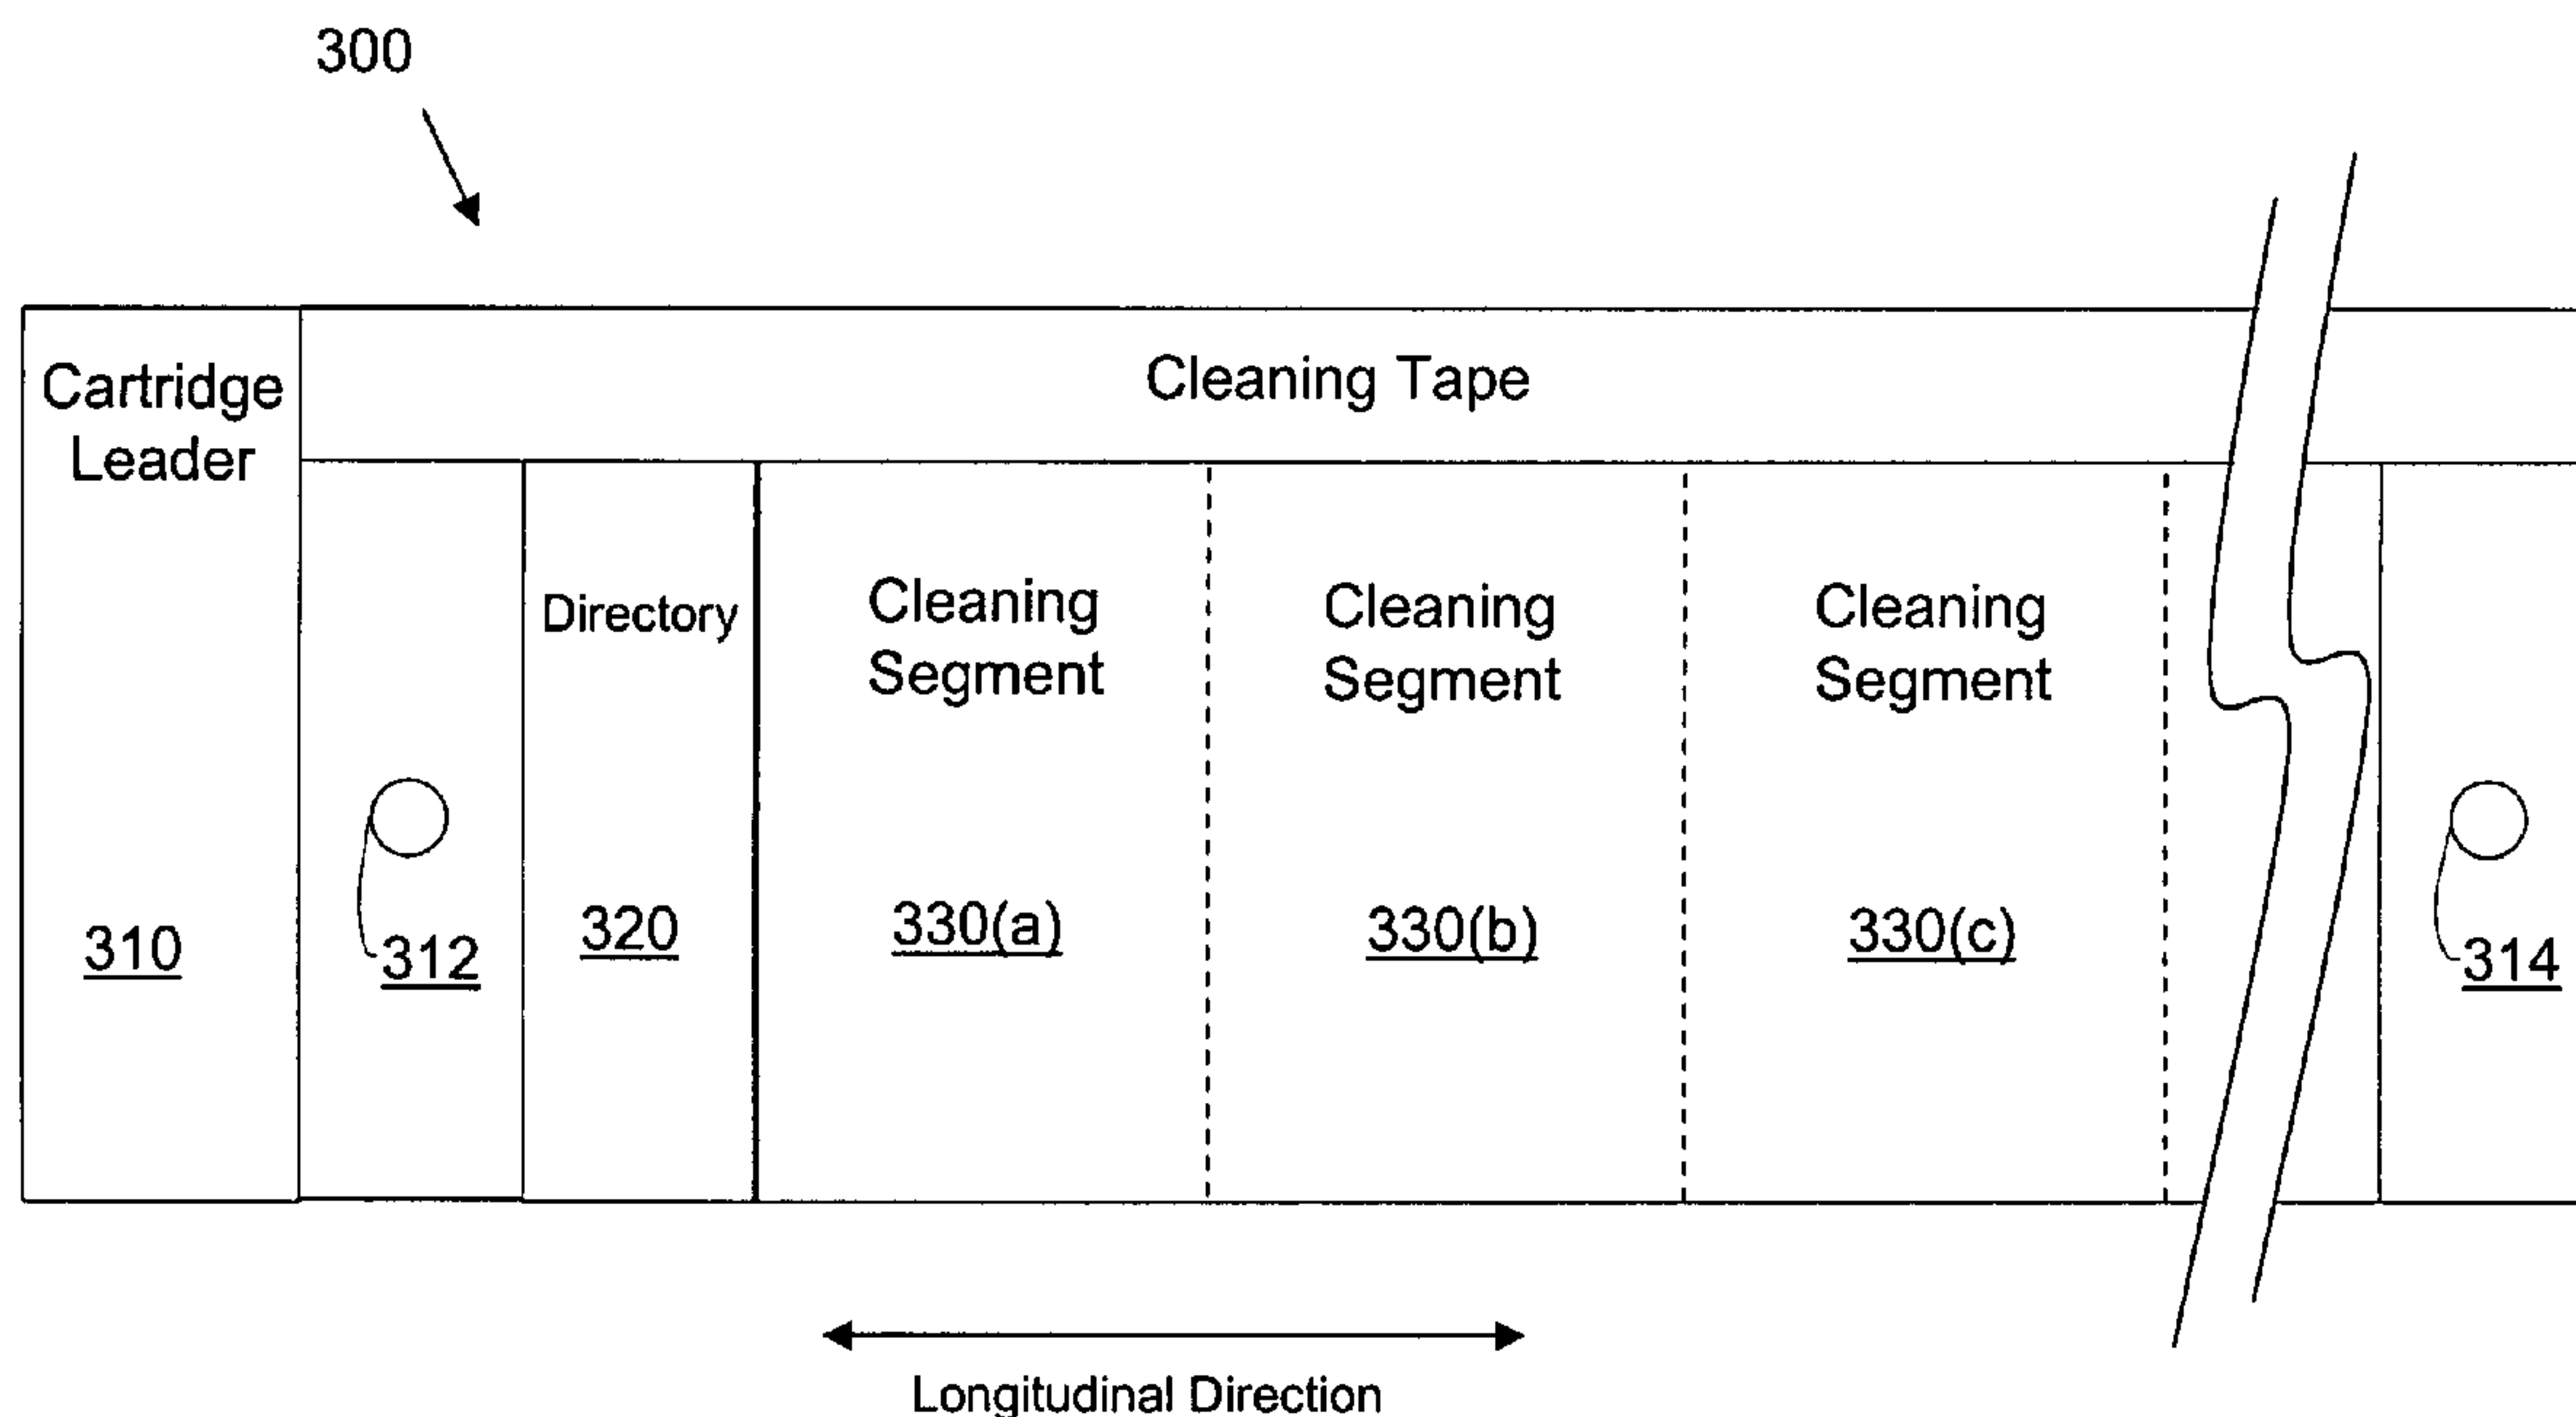 300
Cartridge
Leader
Cleaning Tape
Directory
Cleaning
Segment
Cleaning
Segment
Cleaning
Segment
310
312
320
330(a)
330(b)
330(c)
314
Longitudinal Direction